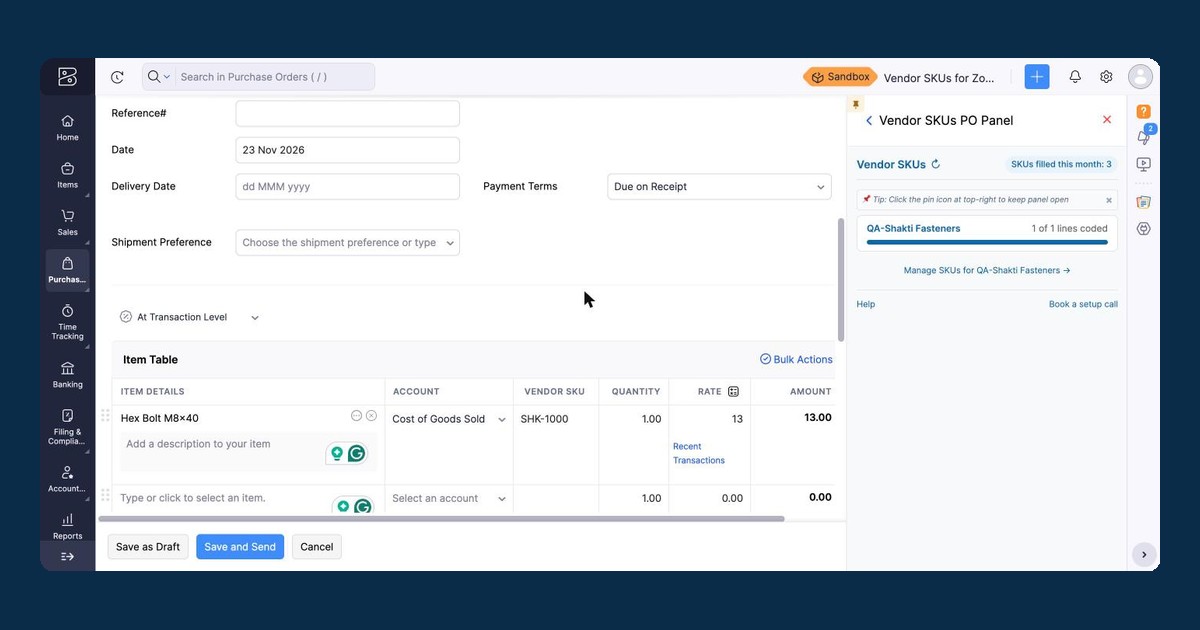 Search in Purchase Orders ( / )
Sandbox
Vendor SKUs for Zo...
Home
Items
Sales
Purchas...
Time
Tracking
Banking
Filing &
Complia...
Account...
Reports
Reference#
Date
23 Nov 2026
Delivery Date
dd MMM yyyy
Payment Terms
Due on Receipt
Shipment Preference
Choose the shipment preference or type
At Transaction Level
Item Table
Bulk Actions
ITEM DETAILS
ACCOUNT
VENDOR SKU
QUANTITY
RATE
AMOUNT
Hex Bolt M8×40
Add a description to your item
Cost of Goods Sold
SHK-1000
1.00
13
Recent
Transactions
13.00
Type or click to select an item.
Select an account
1.00
0.00
0.00
Save as Draft
Save and Send
Cancel
Vendor SKUs PO Panel
Vendor SKUs
SKUs filled this month: 3
Tip: Click the pin icon at top-right to keep panel open
QA-Shakti Fasteners
1 of 1 lines coded
Manage SKUs for QA-Shakti Fasteners →
Help
Book a setup call
?
2